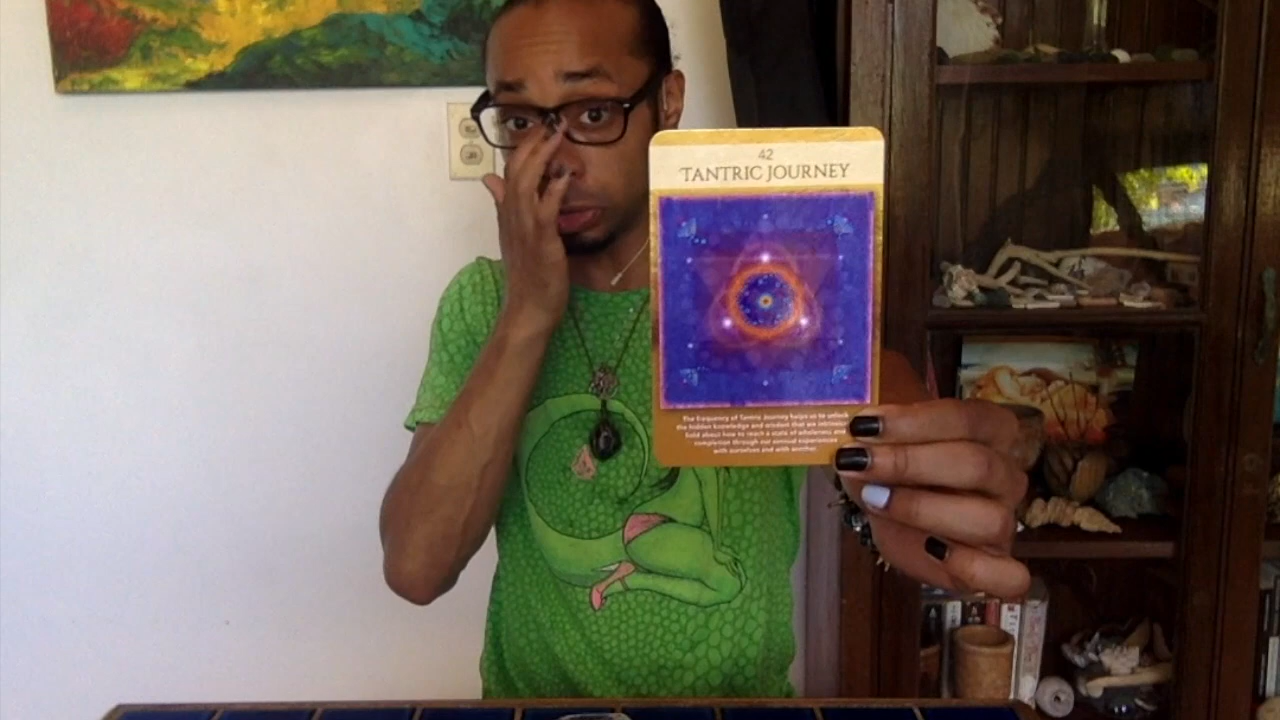 42
TANTRIC JOURNEY
The frequency of Tantric Journey helps us to unlock
the hidden knowledge and wisdom that we intrinsic
hold about how to reach a state of wholeness and
completion through our sensual experiences
with ourselves and with another.